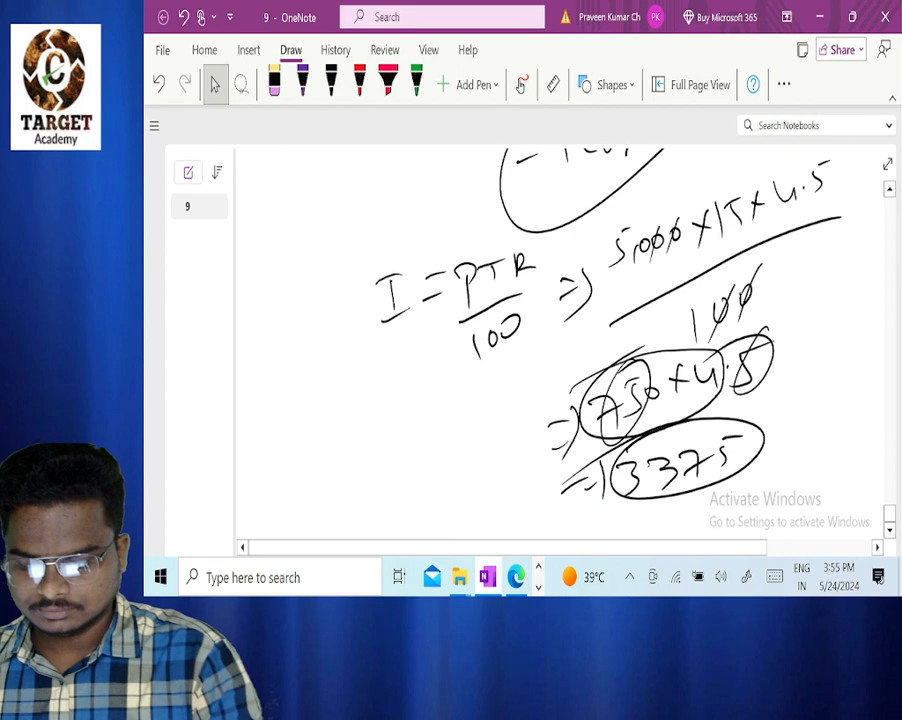 9 - OneNote
Search
Praveen Kumar Ch
PK
Buy Microsoft 365
File
Home
Insert
Draw
History
Review
View
Help
Share
Add Pen
Shapes
Full Page View
Search Notebooks
9
TARGET
Academy
I = PTR / 100 => 5000 × 15 × 4.5
100
=> 750 × 4.5
=> 3375
Activate Windows
Go to Settings to activate Windows.
Type here to search
39°C
ENG
IN
3:55 PM
5/24/2024